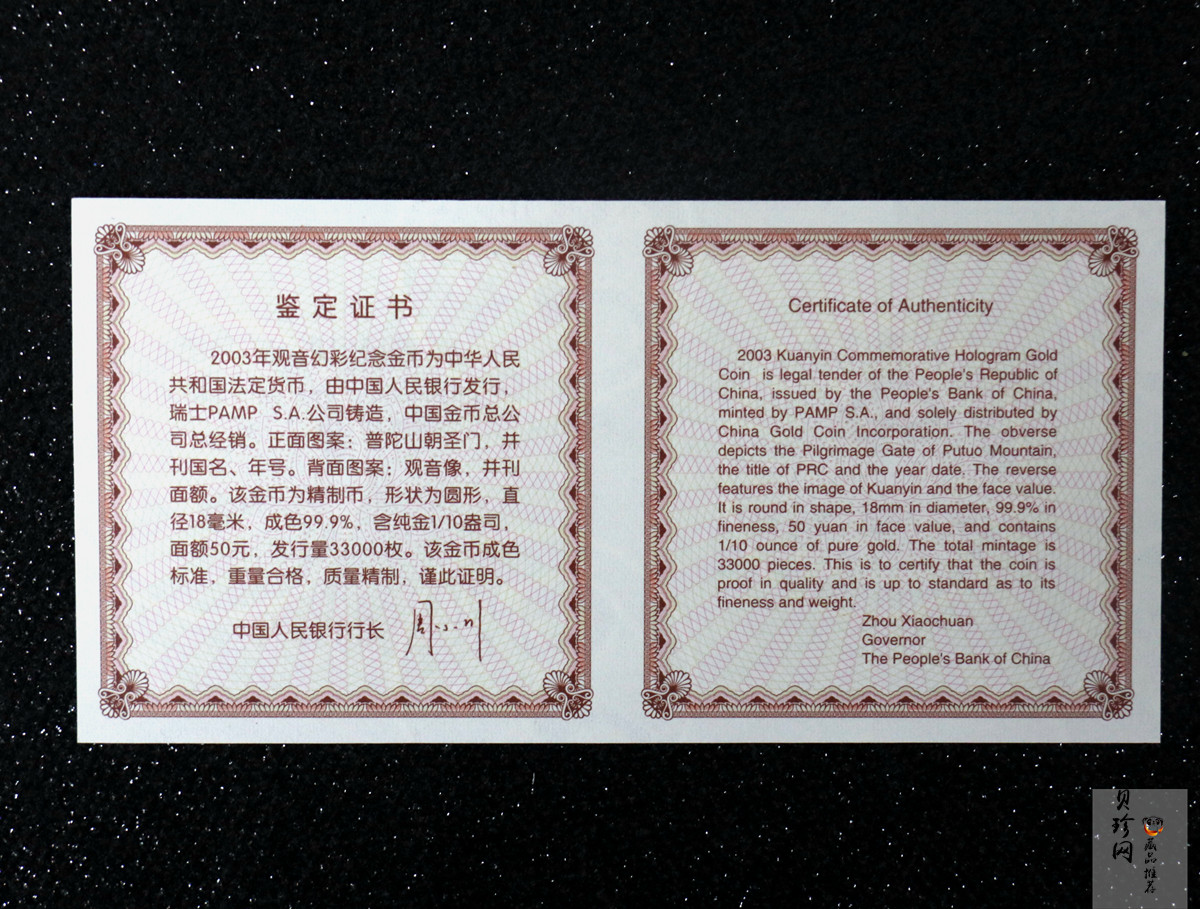 鉴定证书
2003年观音幻彩纪念金币为中华人民
共和国法定货币，由中国人民银行发行，
瑞士PAMP S.A.公司铸造，中国金币总公
司总经销。正面图案：普陀山朝圣门，并
刊国名、年号。背面图案：观音像，并刊
面额。该金币为精制币，形状为圆形，直
径18毫米，成色99.9%，含纯金1/10盎司，
面额50元，发行量33000枚。该金币成色
标准，重量合格，质量精制，谨此证明。
中国人民银行行长 周小川
Certificate of Authenticity
2003 Kuanyin Commemorative Hologram Gold
Coin is legal tender of the People's Republic of
China, issued by the People's Bank of China,
minted by PAMP S.A., and solely distributed by
China Gold Coin Incorporation. The obverse
depicts the Pilgrimage Gate of Putuo Mountain,
the title of PRC and the year date. The reverse
features the image of Kuanyin and the face value.
It is round in shape, 18mm in diameter, 99.9% in
fineness, 50 yuan in face value, and contains
1/10 ounce of pure gold. The total mintage is
33000 pieces. This is to certify that the coin is
proof in quality and is up to standard as to its
fineness and weight.
Zhou Xiaochuan
Governor
The People's Bank of China
贝珍网
藏品推荐